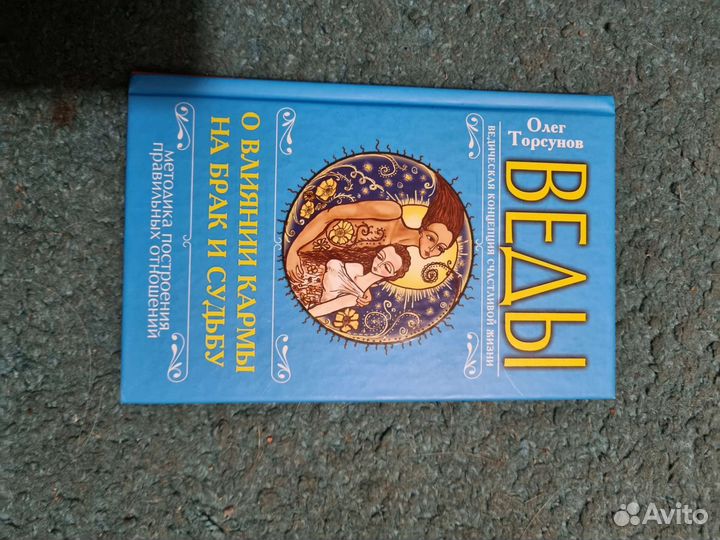 Олег
Торсунов
ВЕДЫ
ВЕДИЧЕСКАЯ КОНЦЕПЦИЯ СЧАСТЛИВОЙ ЖИЗНИ
О ВЛИЯНИИ КАРМЫ
НА БРАК И СУДЬБУ
методика построения
правильных отношений
Avito